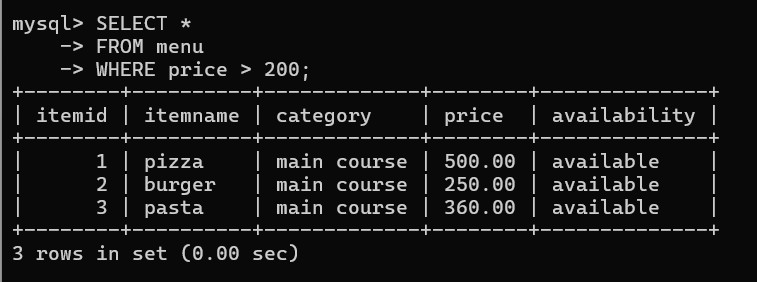 mysql> SELECT *
    -> FROM menu
    -> WHERE price > 200;
+--------+----------+-------------+--------+--------------+
| itemid | itemname | category    | price  | availability |
+--------+----------+-------------+--------+--------------+
|      1 | pizza    | main course | 500.00 | available    |
|      2 | burger   | main course | 250.00 | available    |
|      3 | pasta    | main course | 360.00 | available    |
+--------+----------+-------------+--------+--------------+
3 rows in set (0.00 sec)